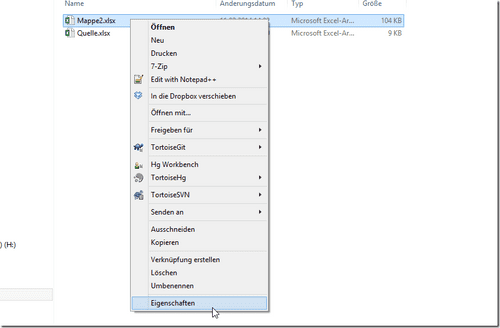 Name Änderungsdatum Typ Größe
Mappe2.xlsx Microsoft Excel-Ar... 104 KB
Quelle.xlsx Microsoft Excel-Ar... 9 KB
Öffnen
Neu
Drucken
7-Zip
Edit with Notepad++
In die Dropbox verschieben
Öffnen mit...
Freigeben für
TortoiseGit
Hg Workbench
TortoiseHg
TortoiseSVN
Senden an
Ausschneiden
Kopieren
) (H:)
Verknüpfung erstellen
Löschen
Umbenennen
Eigenschaften